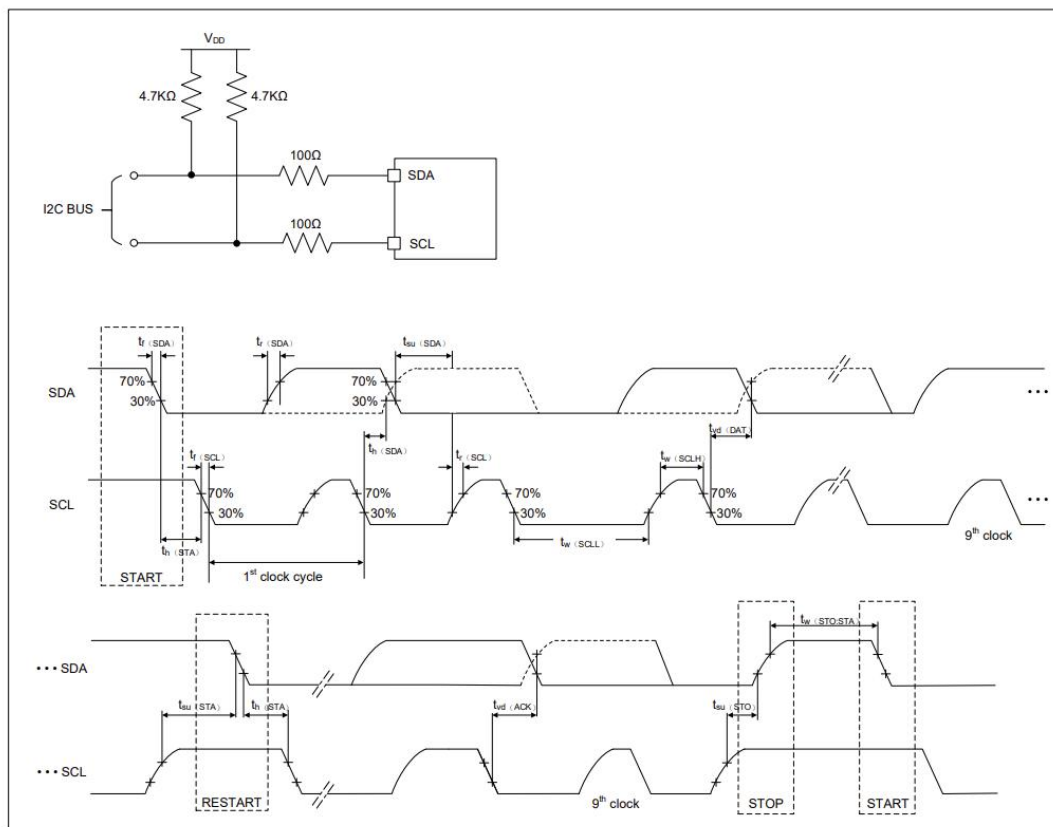 VDD
4.7KΩ 4.7KΩ
100Ω
SDA
I2C BUS
100Ω
SCL
tf（SDA） tr（SDA） tsu（SDA）
70% 70%
SDA
30% 30%
tvd（DAT）
th（SDA）
tf（SCL） tr（SCL） tw（SCLH）
70% 70% 70%
SCL
30% 30% 30%
th（STA） tw（SCLL）
9th clock
START 1st clock cycle
tw（STO:STA）
••• SDA
tsu（STA） th（STA） tvd（ACK） tsu（STO）
••• SCL
RESTART 9th clock STOP START